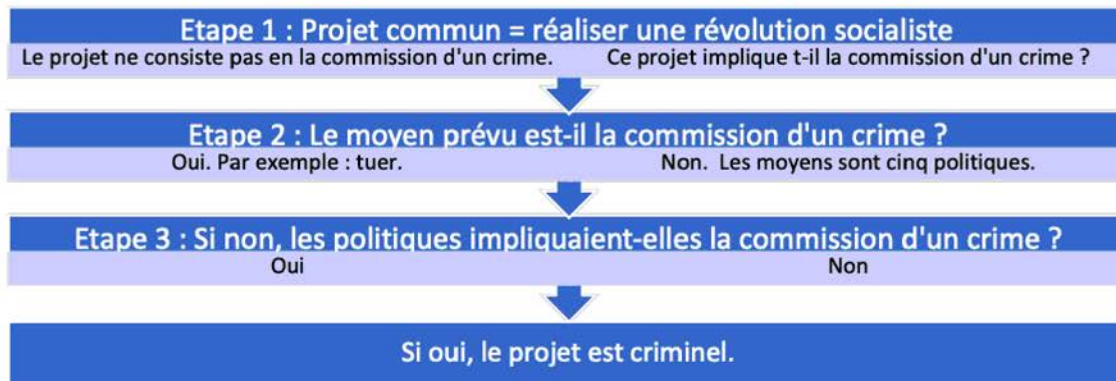 Etape 1 : Projet commun = réaliser une révolution socialiste
Le projet ne consiste pas en la commission d'un crime. Ce projet implique t-il la commission d'un crime ?
Etape 2 : Le moyen prévu est-il la commission d'un crime ?
Oui. Par exemple : tuer. Non. Les moyens sont cinq politiques.
Etape 3 : Si non, les politiques impliquaient-elles la commission d'un crime ?
Oui Non
Si oui, le projet est criminel.